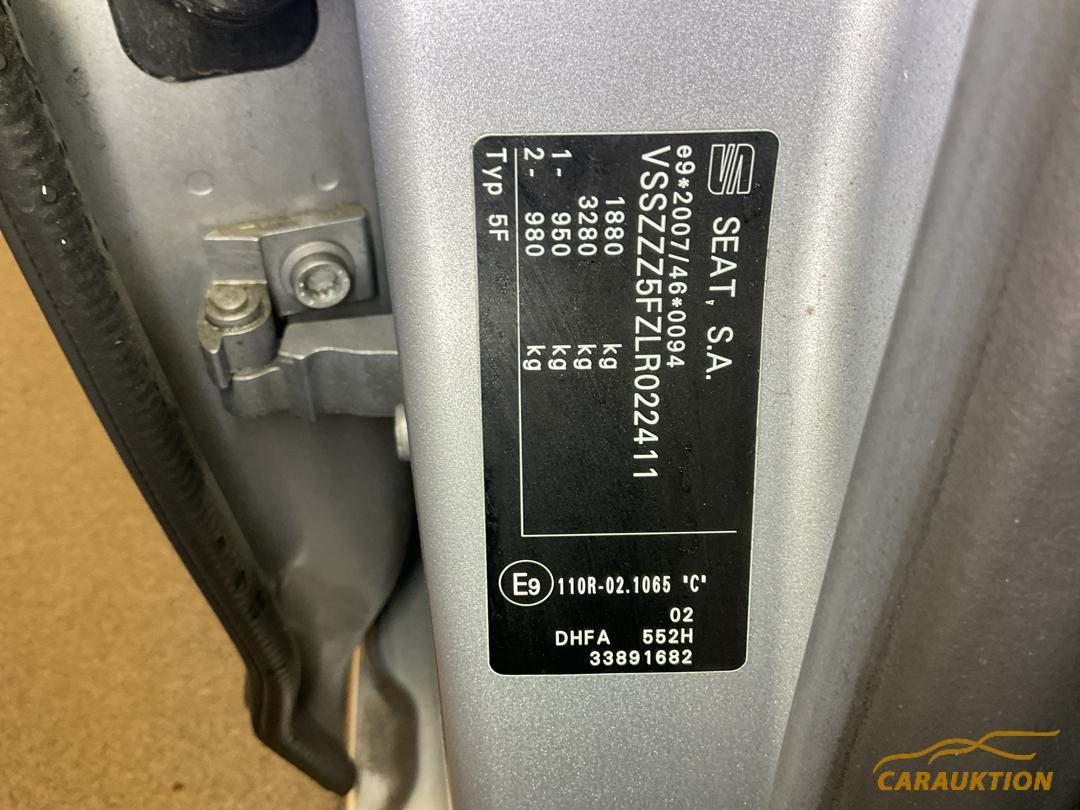 SEAT, S.A.
e9*2007/46*0094
VSSZZZ5FZLR022411
1880 kg
3280 kg
1- 950 kg
2- 980 kg
Typ 5F
E9 110R-02.1065 "C"
02
DHFA 552H
33891682
CARAUKTION